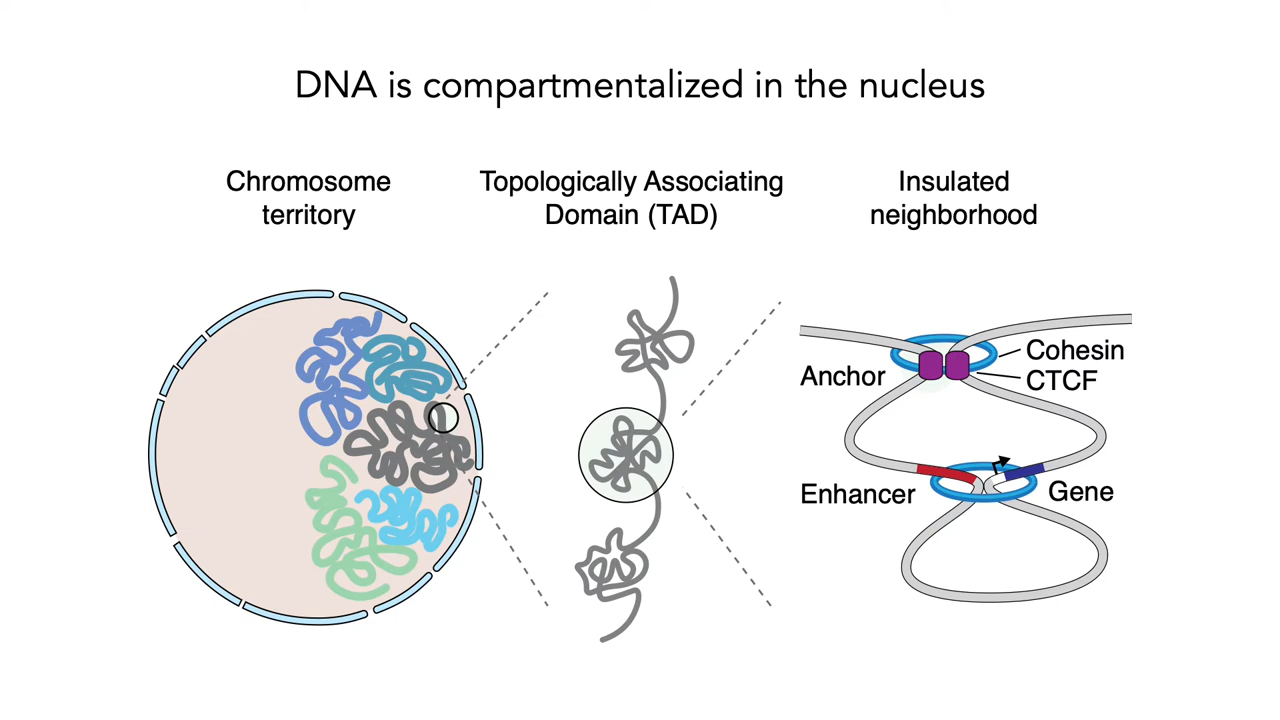 DNA is compartmentalized in the nucleus
Chromosome
territory
Topologically Associating
Domain (TAD)
Insulated
neighborhood
Cohesin
Anchor
CTCF
Enhancer
Gene